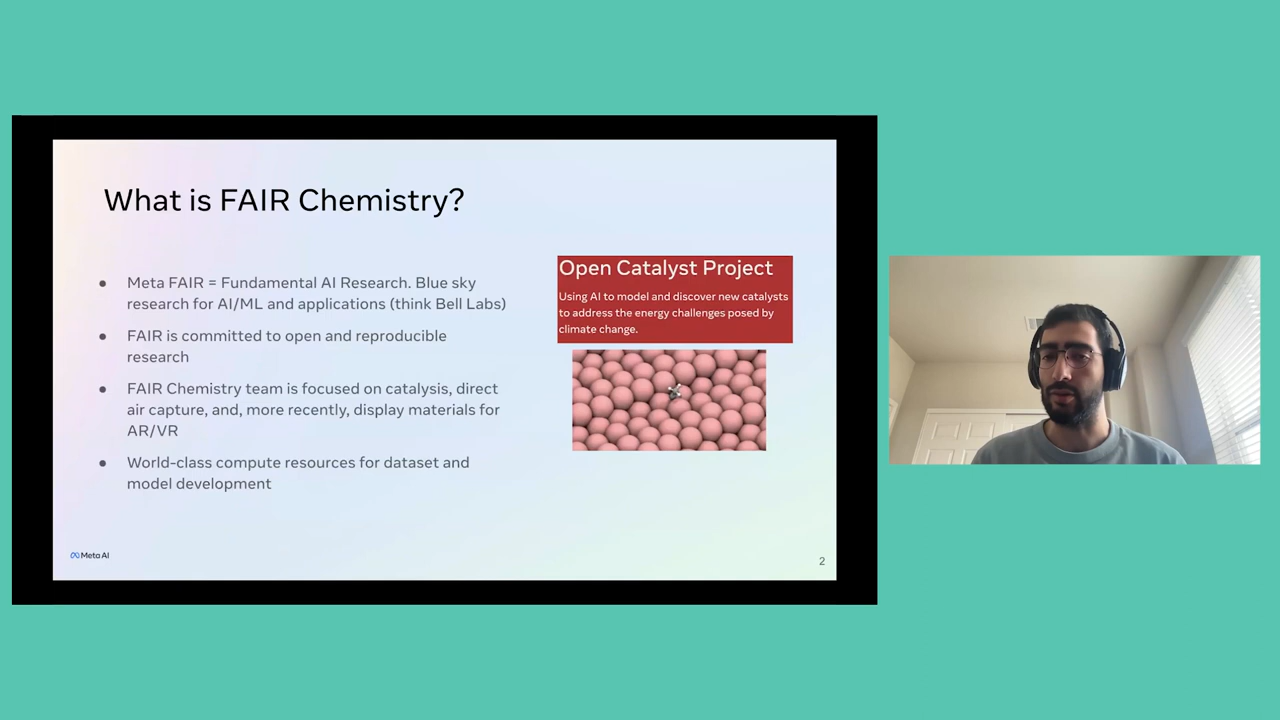 What is FAIR Chemistry?
● Meta FAIR = Fundamental AI Research. Blue sky
research for AI/ML and applications (think Bell Labs)
● FAIR is committed to open and reproducible
research
● FAIR Chemistry team is focused on catalysis, direct
air capture, and, more recently, display materials for
AR/VR
● World-class compute resources for dataset and
model development
Open Catalyst Project
Using AI to model and discover new catalysts
to address the energy challenges posed by
climate change.
Meta AI
2